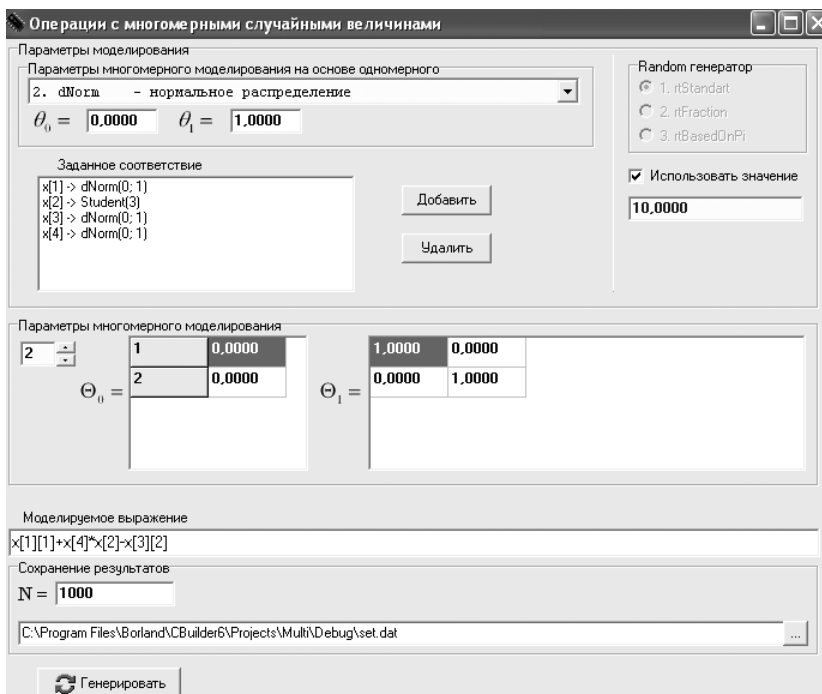 Операции с многомерными случайными величинами
Параметры моделирования
Параметры многомерного моделирования на основе одномерного
2. dNorm - нормальное распределение
θ₀ = 0,0000 θ₁ = 1,0000
Random генератор
1. rtStandart
2. rtFraction
3. rtBasedOnPi
Использовать значение
10,0000
Заданное соответствие
x[1] -> dNorm(0; 1)
x[2] -> Student(3)
x[3] -> dNorm(0; 1)
x[4] -> dNorm(0; 1)
Добавить
Удалить
Параметры многомерного моделирования
2
Θ₀ =
1 0,0000
2 0,0000
Θ₁ =
1,0000 0,0000
0,0000 1,0000
Моделируемое выражение
x[1][1]+x[4]*x[2]-x[3][2]
Сохранение результатов
N = 1000
C:\Program Files\Borland\CBuilder6\Projects\Multi\Debug\set.dat
...
Генерировать